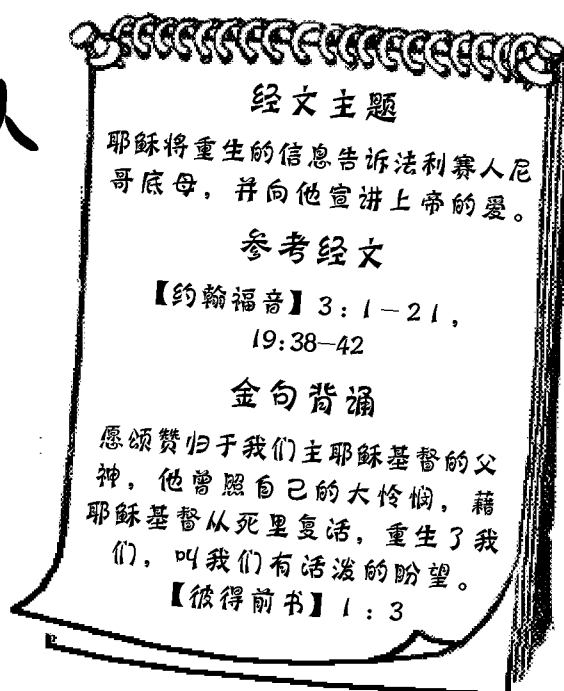 经文主题
耶稣将重生的信息告诉法利赛人尼
哥底母，并向他宣讲上帝的爱。
参考经文
【约翰福音】3：1－21，
19:38—42
金句背诵
愿颂赞归于我们主耶稣基督的父
神，他曾照自己的大怜悯，藉
耶稣基督从死里复活，重生了我
们，叫我们有活泼的盼望。
【彼得前书】1：3